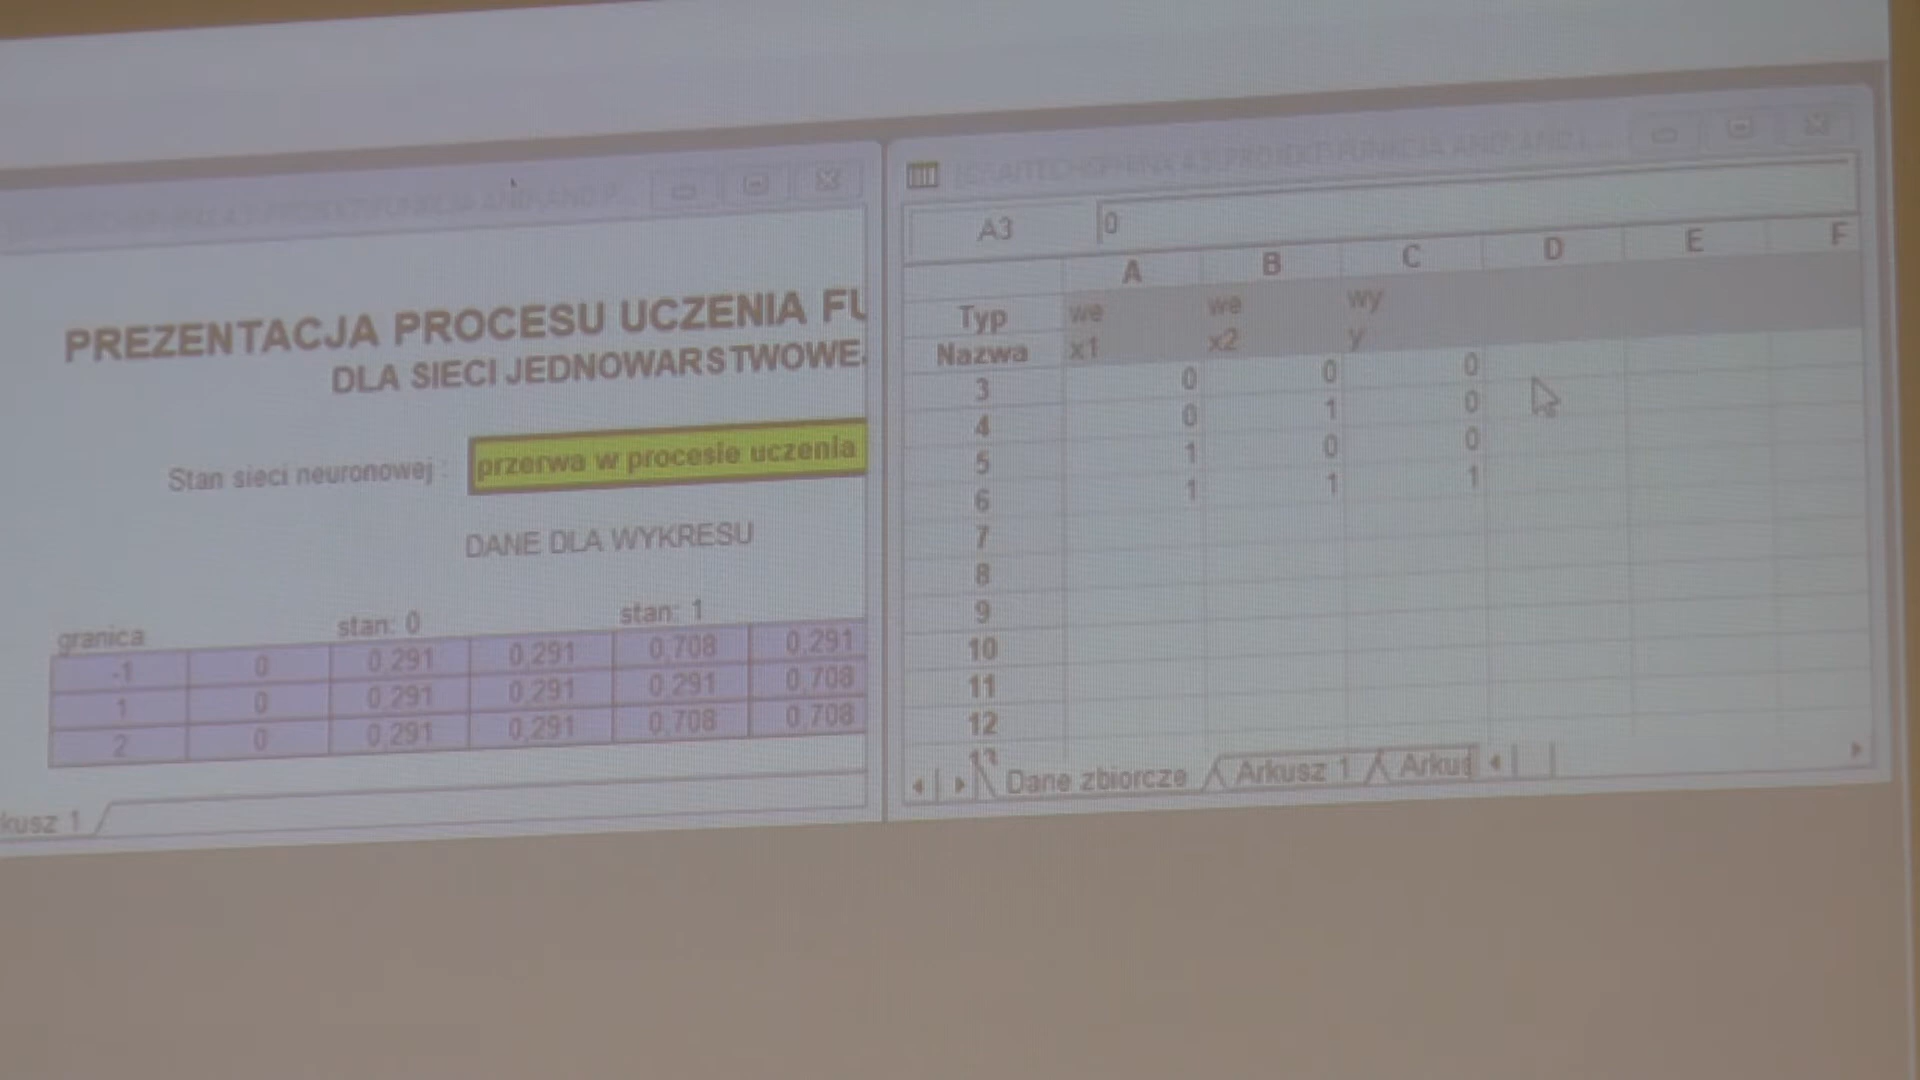 PREZENTACJA PROCESU UCZENIA FU
DLA SIECI JEDNOWARSTWOWE
Stan sieci neuronowej : przerwa w procesie uczenia
DANE DLA WYKRESU
granica stan: 0 stan: 1
-1 0 0,291 0,291 0,708 0,291
1 0 0,291 0,291 0,291 0,708
2 0 0,291 0,291 0,708 0,708
kusz 1
A3 0
A B C D E F
Typ we we wy
Nazwa x1 x2 y
3 0 0 0
4 0 1 0
5 1 0 0
6 1 1 1
7
8
9
10
11
12
13
Dane zbiorcze Arkusz 1 Arkus